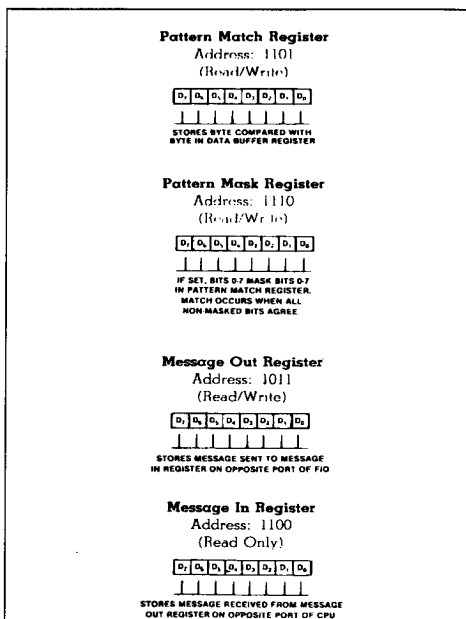 Pattern Match Register
Address: 1101
(Read/Write)
D7 D6 D5 D4 D3 D2 D1 D0
STORES BYTE COMPARED WITH
BYTE IN DATA BUFFER REGISTER
Pattern Mask Register
Address: 1110
(Read/Write)
D7 D6 D5 D4 D3 D2 D1 D0
IF SET, BITS 0-7 MASK BITS 0-7
IN PATTERN MATCH REGISTER.
MATCH OCCURS WHEN ALL
NON-MASKED BITS AGREE.
Message Out Register
Address: 1011
(Read/Write)
D7 D6 D5 D4 D3 D2 D1 D0
STORES MESSAGE SENT TO MESSAGE
IN REGISTER ON OPPOSITE PORT OF FIO
Message In Register
Address: 1100
(Read Only)
D7 D6 D5 D4 D3 D2 D1 D0
STORES MESSAGE RECEIVED FROM MESSAGE
OUT REGISTER ON OPPOSITE PORT OF CPU